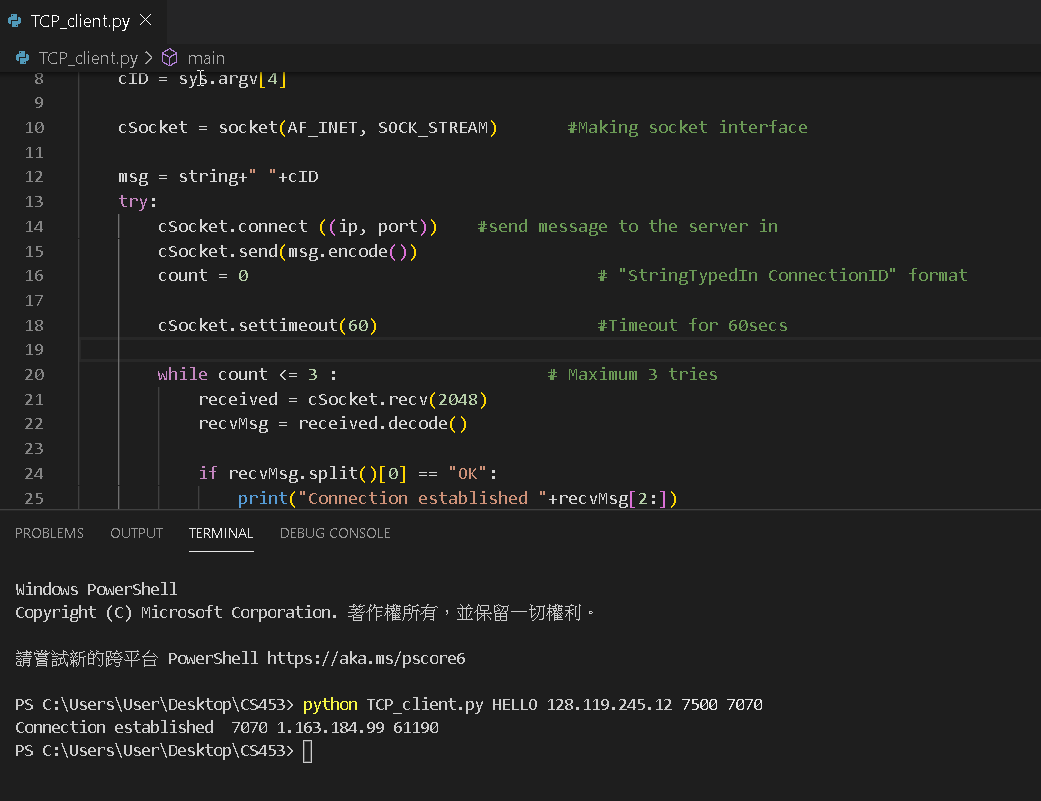 TCP_client.py
TCP_client.py > main
8 cID = sys.argv[4]
9
10 cSocket = socket(AF_INET, SOCK_STREAM) #Making socket interface
11
12 msg = string+" "+cID
13 try:
14 cSocket.connect ((ip, port)) #send message to the server in
15 cSocket.send(msg.encode())
16 count = 0 # "StringTypedIn ConnectionID" format
17
18 cSocket.settimeout(60) #Timeout for 60secs
19
20 while count <= 3 : # Maximum 3 tries
21 received = cSocket.recv(2048)
22 recvMsg = received.decode()
23
24 if recvMsg.split()[0] == "OK":
25 print("Connection established "+recvMsg[2:])
PROBLEMS OUTPUT TERMINAL DEBUG CONSOLE
Windows PowerShell
Copyright (C) Microsoft Corporation. 著作權所有，並保留一切權利。
請嘗試新的跨平台 PowerShell https://aka.ms/pscore6
PS C:\Users\User\Desktop\CS453> python TCP_client.py HELLO 128.119.245.12 7500 7070
Connection established  7070 1.163.184.99 61190
PS C:\Users\User\Desktop\CS453>